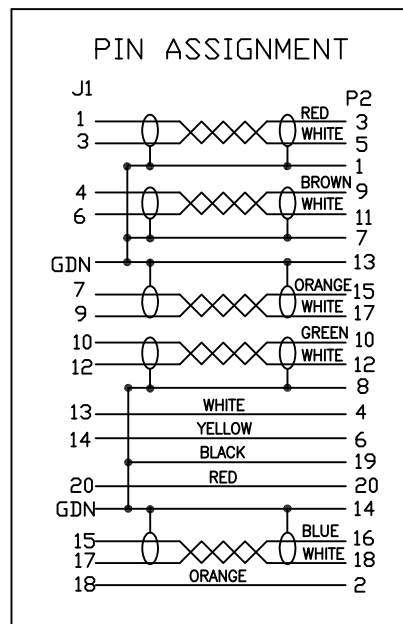 PIN ASSIGNMENT
J1
P2
1 RED 3
3 WHITE 5
1
4 BROWN 9
6 WHITE 11
7
GDN 13
7 ORANGE 15
9 WHITE 17
10 GREEN 10
12 WHITE 12
8
13 WHITE 4
14 YELLOW 6
BLACK 19
20 RED 20
GDN 14
15 BLUE 16
17 WHITE 18
18 ORANGE 2